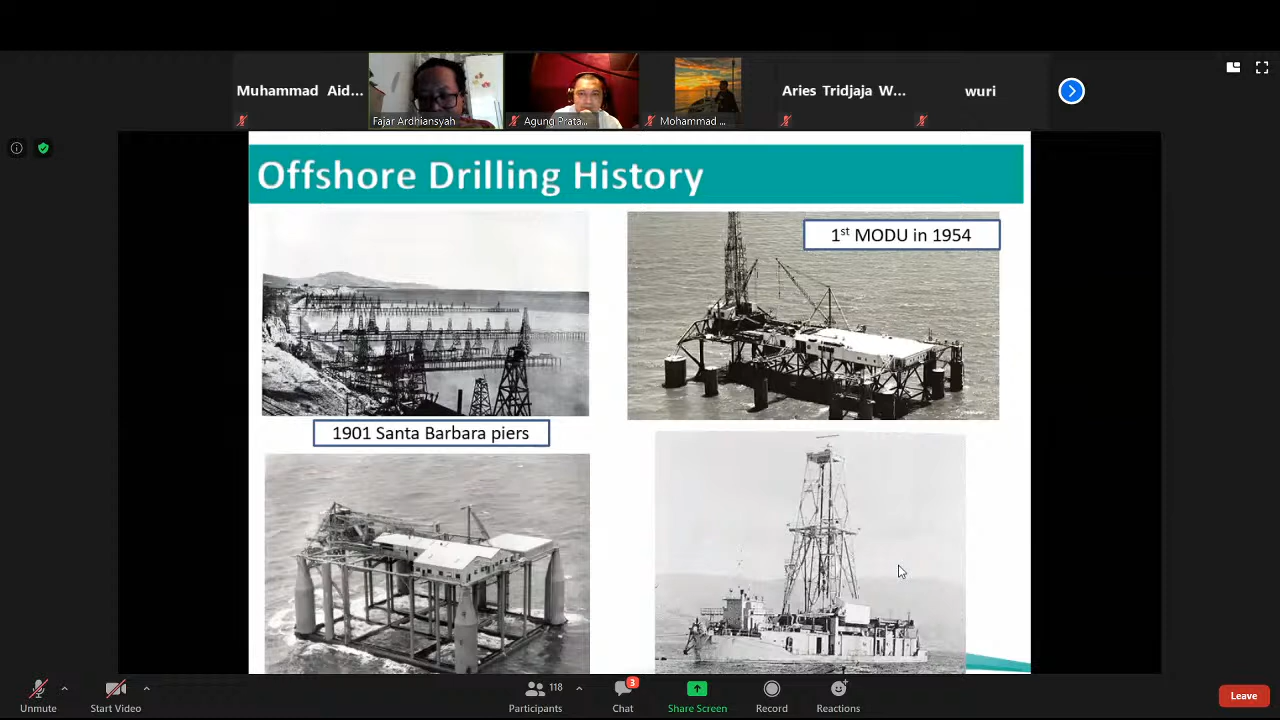 Muhammad Aid...
Fajar Ardhiansyah
Agung Prata...
Mohammad ...
Aries Tridjaja W...
wuri
Offshore Drilling History
1st MODU in 1954
1901 Santa Barbara piers
Unmute
Start Video
118
Participants
3
Chat
Share Screen
Record
Reactions
Leave